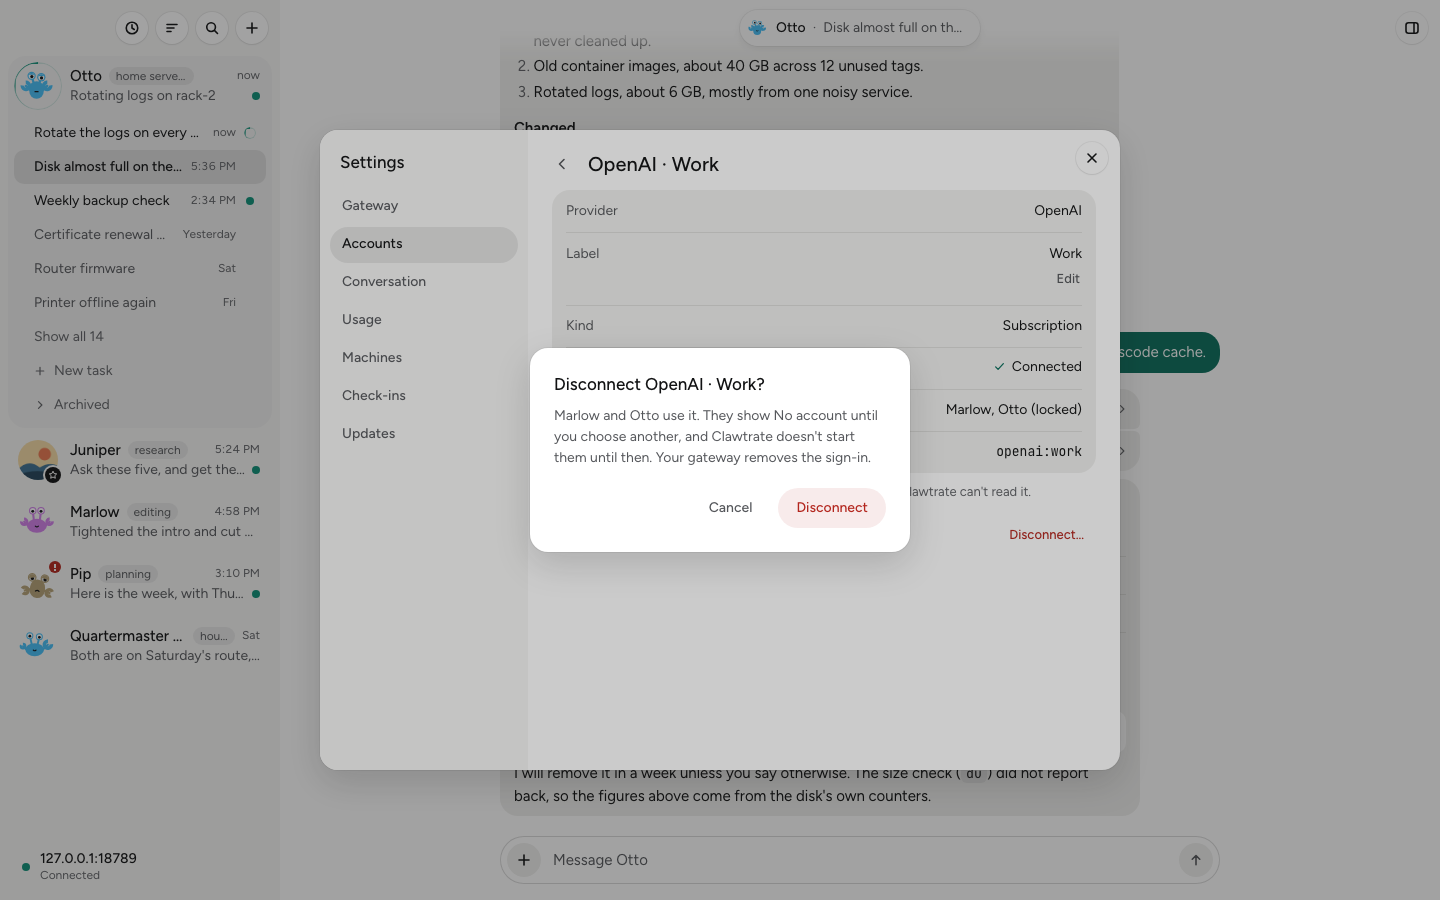 Otto
home serve...
now
Rotating logs on rack-2
Rotate the logs on every ...
now
Disk almost full on the...
5:36 PM
Weekly backup check
2:34 PM
Certificate renewal ...
Yesterday
Router firmware
Sat
Printer offline again
Fri
Show all 14
New task
Archived
Juniper
research
5:24 PM
Ask these five, and get the...
Marlow
editing
4:58 PM
Tightened the intro and cut ...
Pip
planning
3:10 PM
Here is the week, with Thu...
Quartermaster ...
hou...
Sat
Both are on Saturday's route,...
127.0.0.1:18789
Connected
Otto · Disk almost full on th...
never cleaned up.
2. Old container images, about 40 GB across 12 unused tags.
3. Rotated logs, about 6 GB, mostly from one noisy service.
Changed
scode cache.
Settings
Gateway
Accounts
Conversation
Usage
Machines
Check-ins
Updates
OpenAI · Work
Provider
OpenAI
Label
Work
Edit
Kind
Subscription
Connected
Marlow, Otto (locked)
openai:work
lawtrate can't read it.
Disconnect...
Disconnect OpenAI · Work?
Marlow and Otto use it. They show No account until
you choose another, and Clawtrate doesn't start
them until then. Your gateway removes the sign-in.
Cancel
Disconnect
I will remove it in a week unless you say otherwise. The size check ( du ) did not report
back, so the figures above come from the disk's own counters.
Message Otto